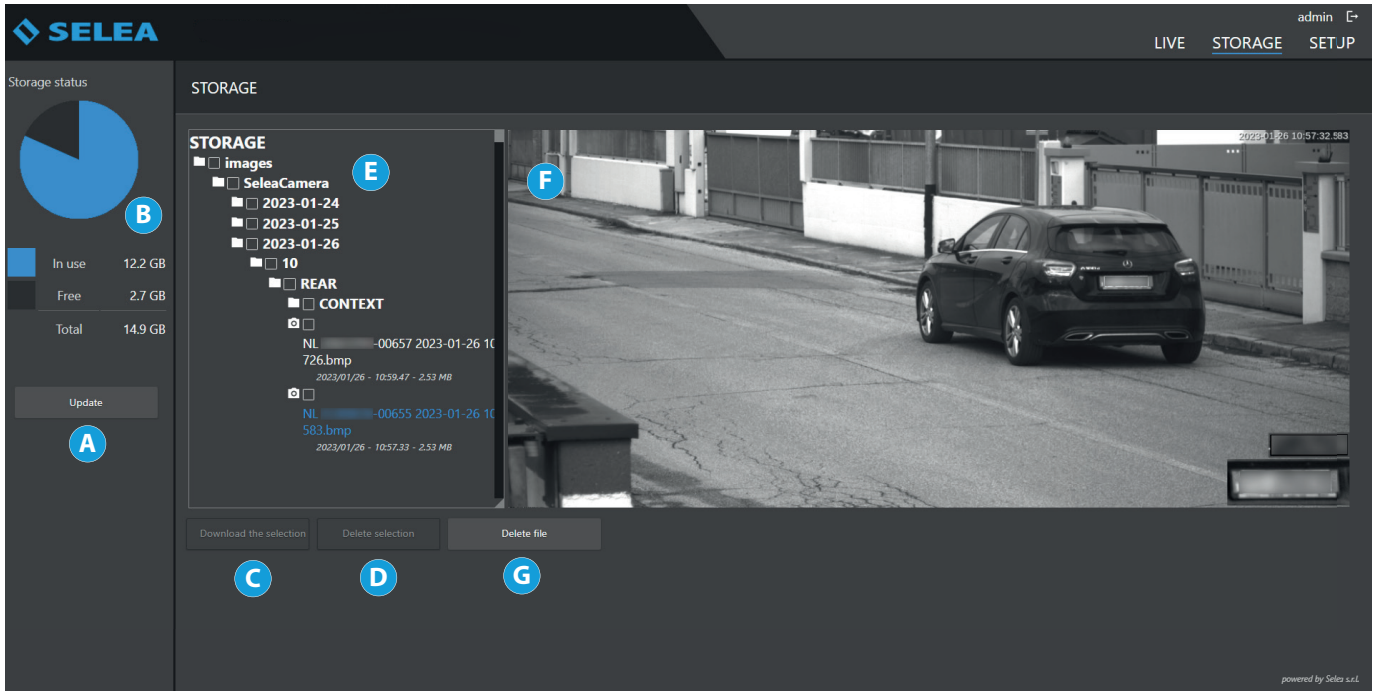 SELEA
admin
LIVE STORAGE SETUP
Storage status
B
In use 12.2 GB
Free 2.7 GB
Total 14.9 GB
Update
A
STORAGE
STORAGE
E
images
SeleaCamera
2023-01-24
2023-01-25
2023-01-26
10
REAR
CONTEXT
NL -00657 2023-01-26 10
726.bmp
2023/01/26 - 10:59.47 - 2.53 MB
NL -00655 2023-01-26 10
583.bmp
2023/01/26 - 10:57.33 - 2.53 MB
F
2023-01-26 10:57:32.583
Download the selection
Delete selection
Delete file
C
D
G
powered by Selea s.r.l.